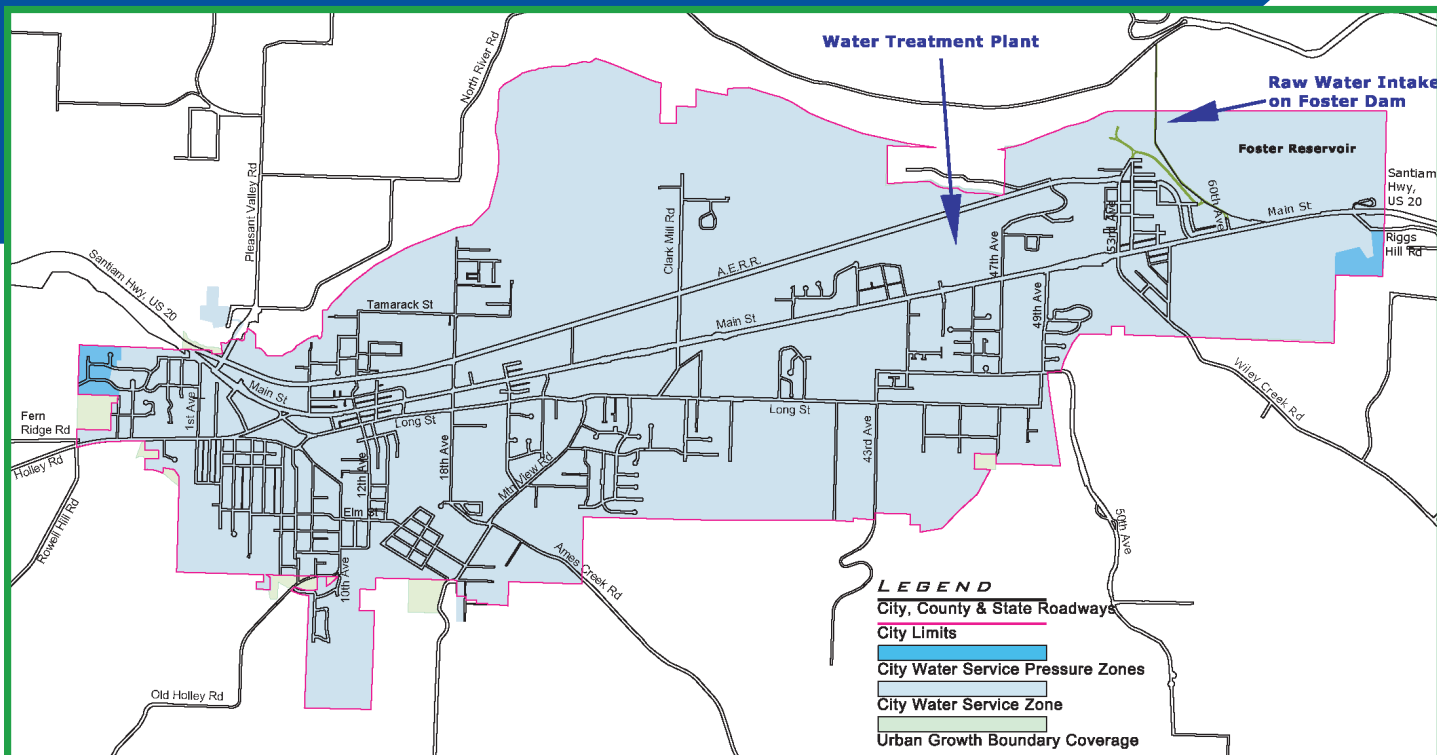 Water Treatment Plant
Raw Water Intake
on Foster Dam
Foster Reservoir
North River Rd
Pleasant Valley Rd
Santiam Hwy, US 20
Clark Mill Rd
A.E.R.R.
Tamarack St
Main St
Main St
Main St
47th Ave
49th Ave
53rd Ave
60th Ave
Santiam
Hwy,
US 20
Riggs
Hill Rd
Wiley Creek Rd
Fern
Ridge Rd
Holley Rd
Rowell Hill Rd
1st Ave
Long St
Long St
12th Ave
18th Ave
Mtn View Rd
43rd Ave
Elm St
10th Ave
Ames Creek Rd
50th Ave
Old Holley Rd
LEGEND
City, County & State Roadways
City Limits
City Water Service Pressure Zones
City Water Service Zone
Urban Growth Boundary Coverage